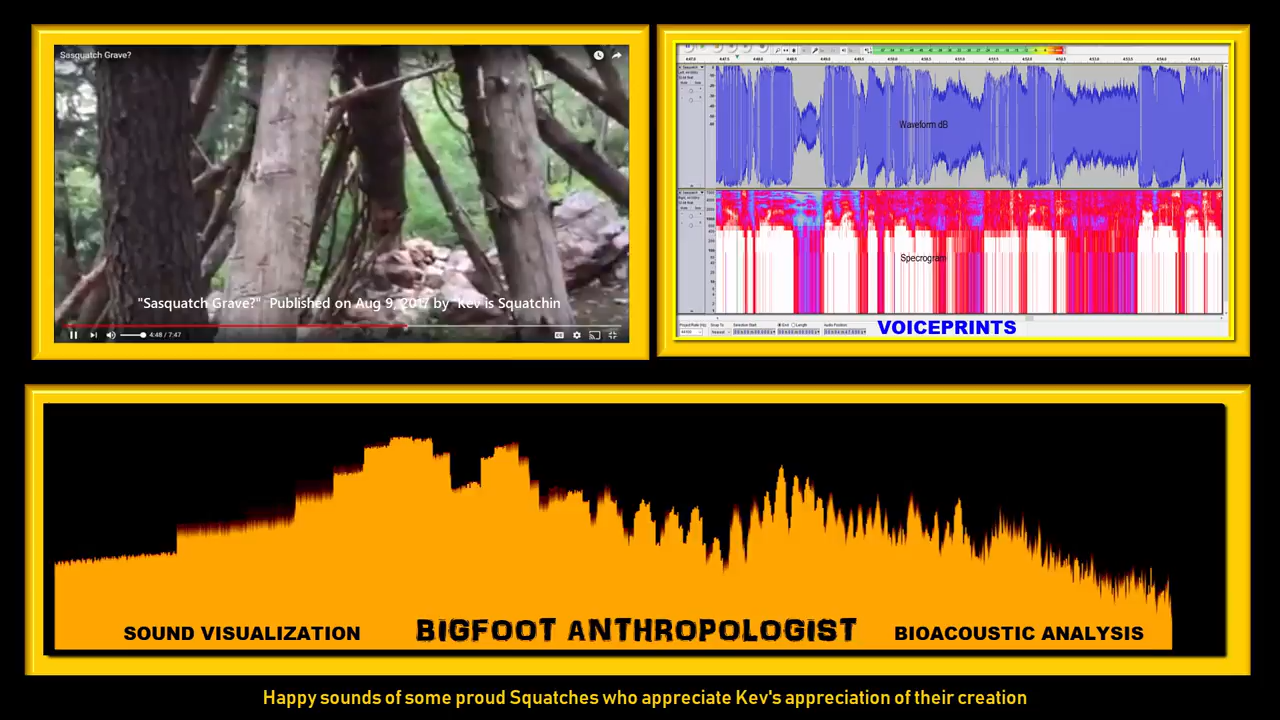 Sasquatch Grave?
"Sasquatch Grave?" Published on Aug 9, 2017 by "Kev is Squatchin
4:48 / 7:47
Waveform dB
Specrogram
VOICEPRINTS
SOUND VISUALIZATION
BIGFOOT ANTHROPOLOGIST
BIOACOUSTIC ANALYSIS
Happy sounds of some proud Squatches who appreciate Kev's appreciation of their creation